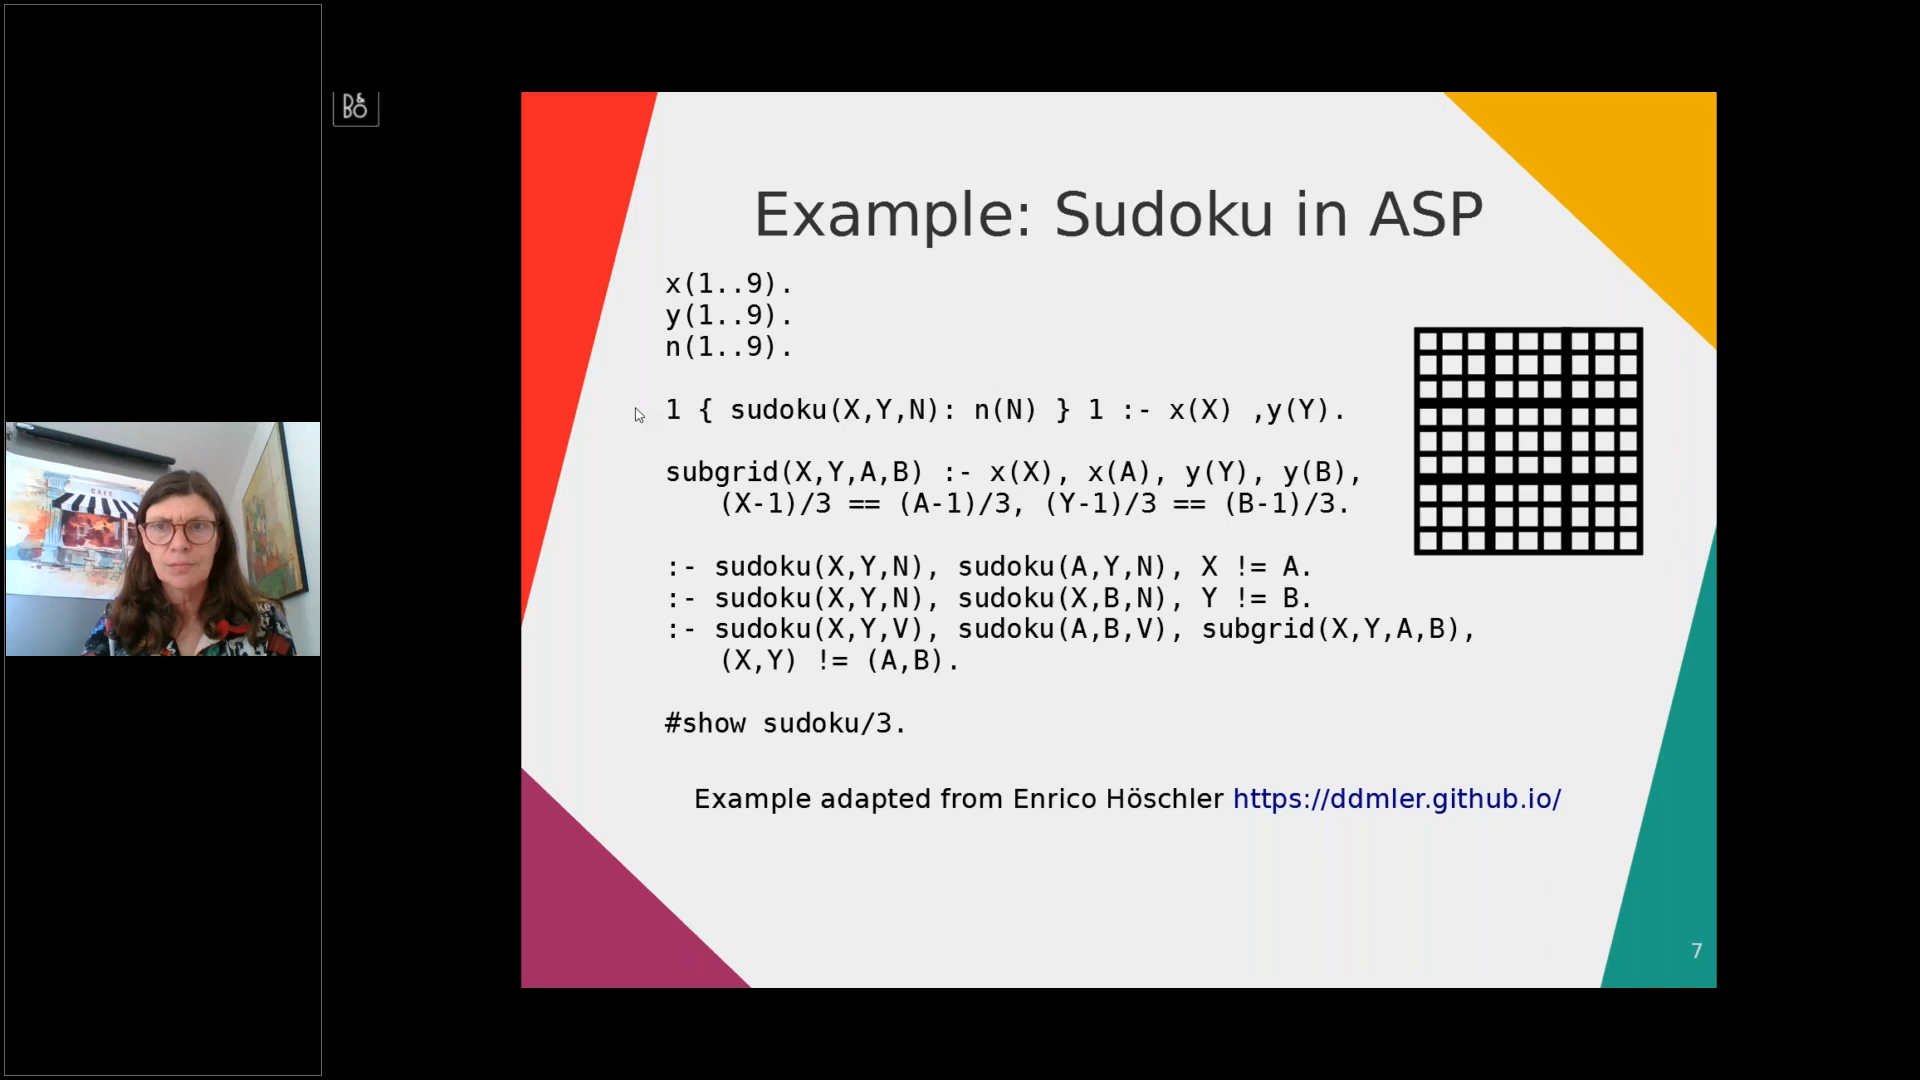 B&O
CAFE
Example: Sudoku in ASP
x(1..9).
y(1..9).
n(1..9).
1 { sudoku(X,Y,N): n(N) } 1 :- x(X) ,y(Y).
subgrid(X,Y,A,B) :- x(X), x(A), y(Y), y(B),
(X-1)/3 == (A-1)/3, (Y-1)/3 == (B-1)/3.
:- sudoku(X,Y,N), sudoku(A,Y,N), X != A.
:- sudoku(X,Y,N), sudoku(X,B,N), Y != B.
:- sudoku(X,Y,V), sudoku(A,B,V), subgrid(X,Y,A,B),
(X,Y) != (A,B).
#show sudoku/3.
Example adapted from Enrico Höschler https://ddmler.github.io/
7